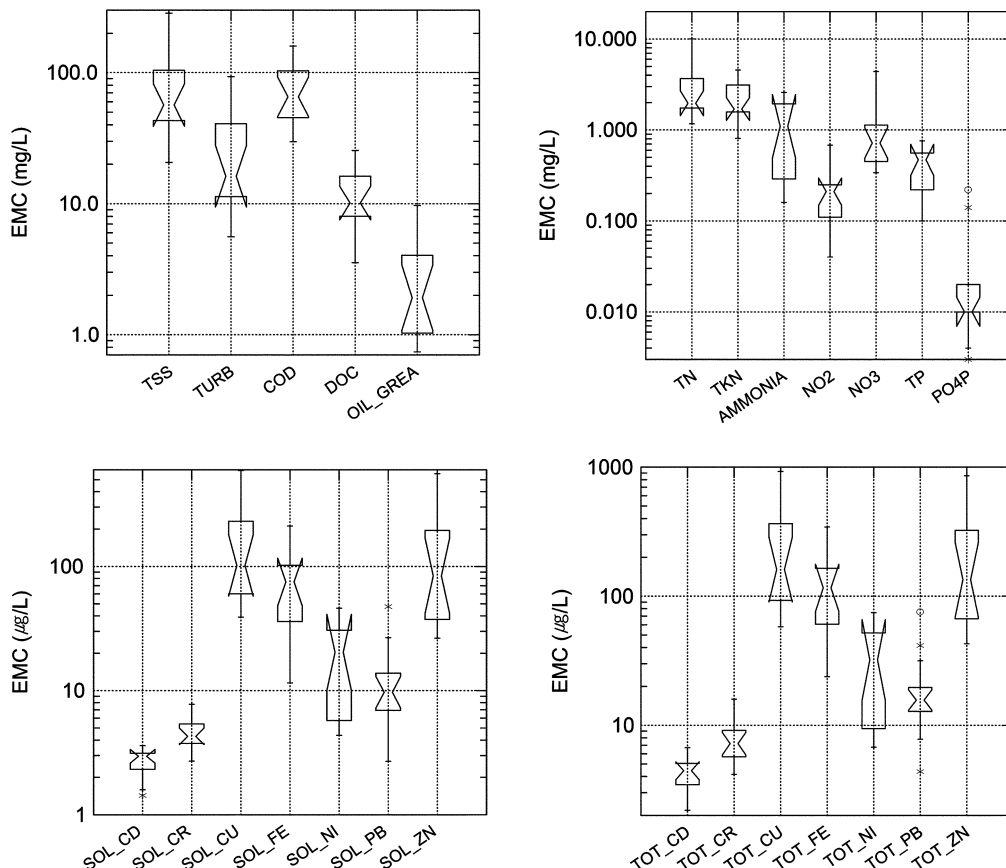 EMC (mg/L)
100.0
10.0
1.0
TSS
TURB
COD
DOC
OIL_GREA
EMC (mg/L)
10.000
1.000
0.100
0.010
TN
TKN
AMMONIA
NO2
NO3
TP
PO4P
EMC (μg/L)
100
10
1
SOL_CD
SOL_CR
SOL_CU
SOL_FE
SOL_NI
SOL_PB
SOL_ZN
EMC (μg/L)
1000
100
10
TOT_CD
TOT_CR
TOT_CU
TOT_FE
TOT_NI
TOT_PB
TOT_ZN